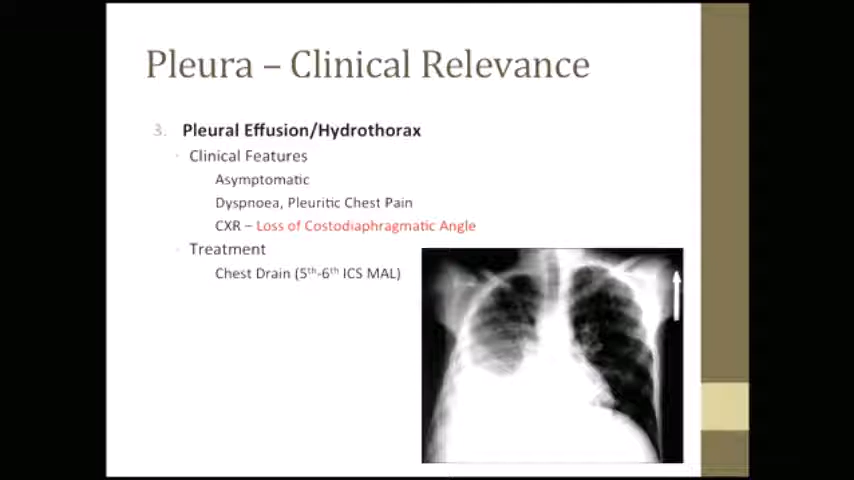 Pleura – Clinical Relevance
3. Pleural Effusion/Hydrothorax
Clinical Features
Asymptomatic
Dyspnoea, Pleuritic Chest Pain
CXR – Loss of Costodiaphragmatic Angle
Treatment
Chest Drain (5th-6th ICS MAL)